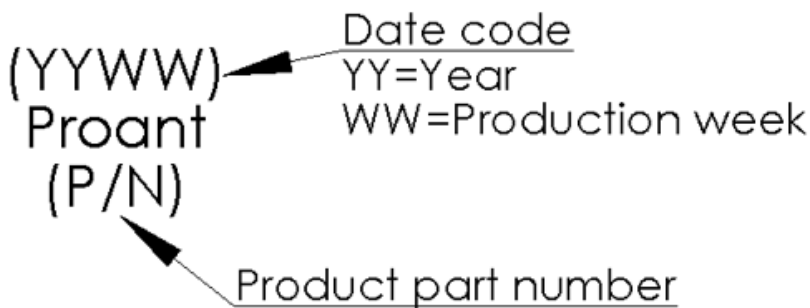 Date code
(YYWW)
YY=Year
WW=Production week
Proant
(P/N)
Product part number